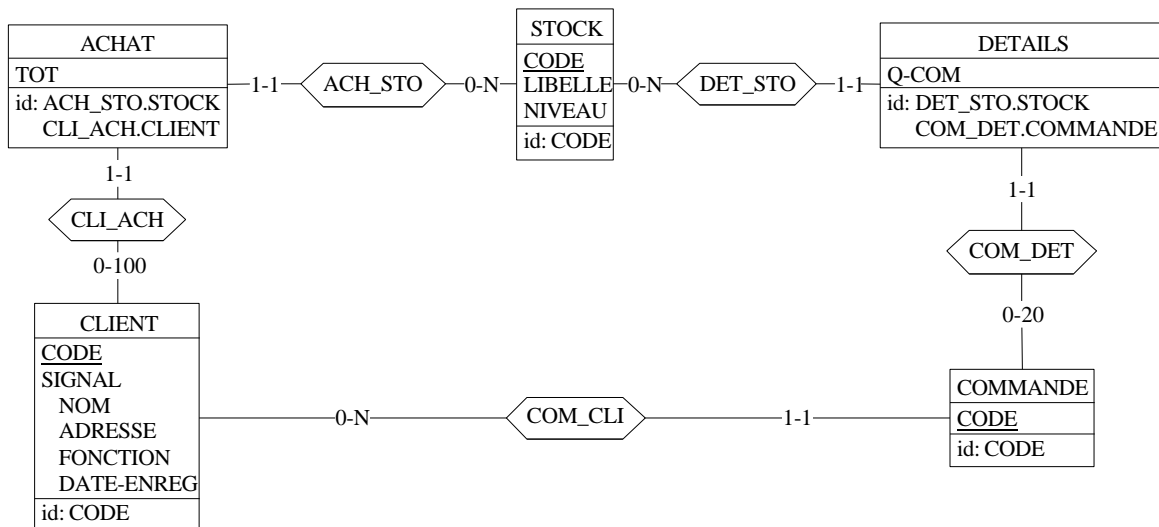 ACHAT
TOT
id: ACH_STO.STOCK
CLI_ACH.CLIENT
1-1
ACH_STO
0-N
STOCK
CODE
LIBELLE
NIVEAU
id: CODE
0-N
DET_STO
1-1
DETAILS
Q-COM
id: DET_STO.STOCK
COM_DET.COMMANDE
1-1
CLI_ACH
0-100
1-1
COM_DET
0-20
CLIENT
CODE
SIGNAL
NOM
ADRESSE
FONCTION
DATE-ENREG
id: CODE
0-N
COM_CLI
1-1
COMMANDE
CODE
id: CODE